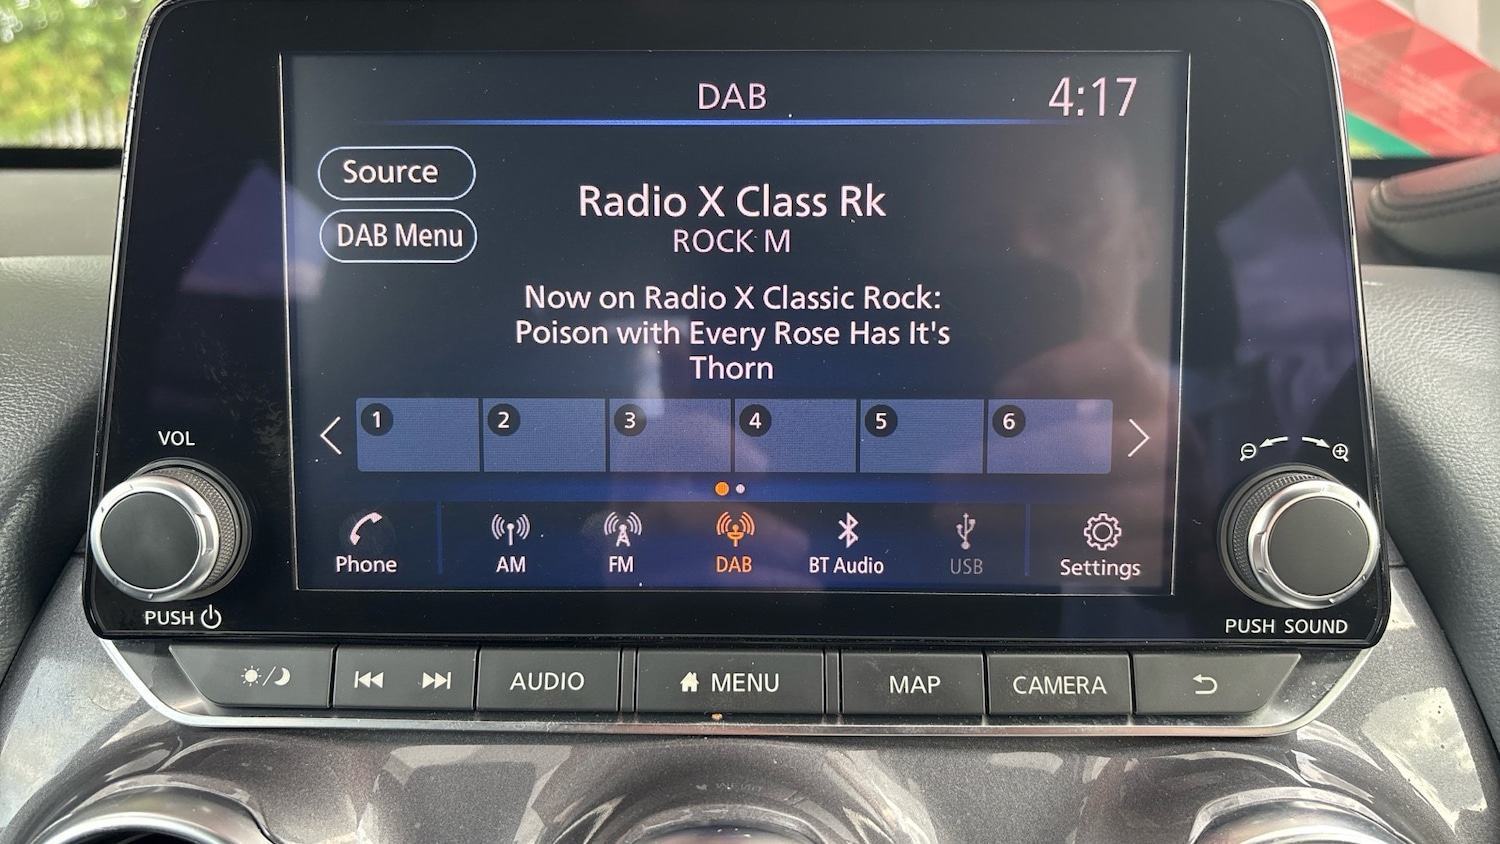 DAB
4:17
Source
DAB Menu
Radio X Class Rk
ROCK M
Now on Radio X Classic Rock:
Poison with Every Rose Has It's
Thorn
1 2 3 4 5 6
VOL
PUSH
Phone
AM
FM
DAB
BT Audio
USB
Settings
PUSH SOUND
AUDIO
MENU
MAP
CAMERA